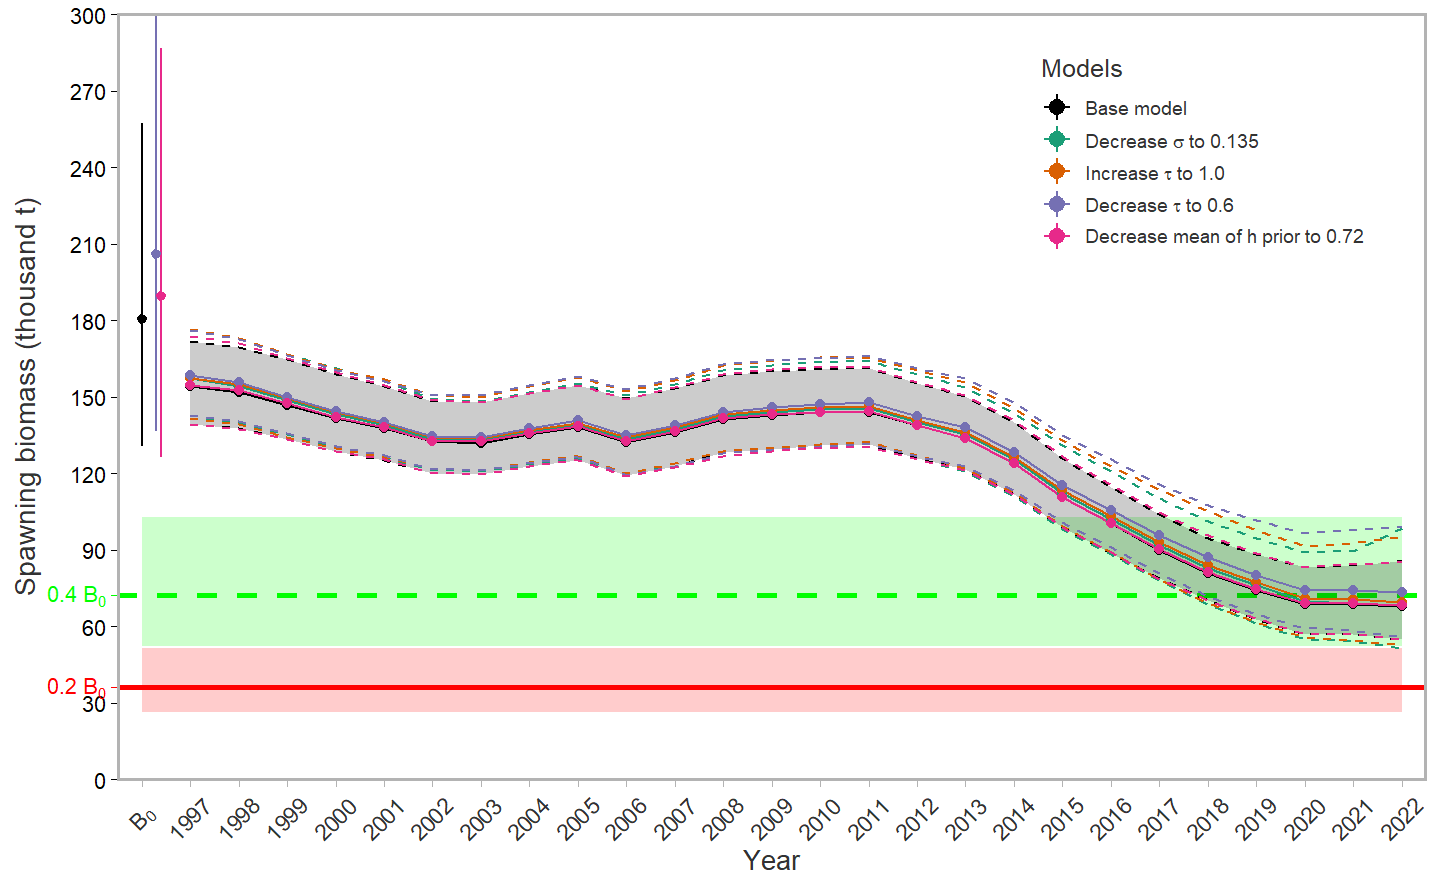 Spawning biomass (thousand t)
300
270
240
210
180
150
120
90
0.4 B₀
60
0.2 B₀
30
0
Models
Base model
Decrease σ to 0.135
Increase τ to 1.0
Decrease τ to 0.6
Decrease mean of h prior to 0.72
B₀ 1997 1998 1999 2000 2001 2002 2003 2004 2005 2006 2007 2008 2009 2010 2011 2012 2013 2014 2015 2016 2017 2018 2019 2020 2021 2022
Year